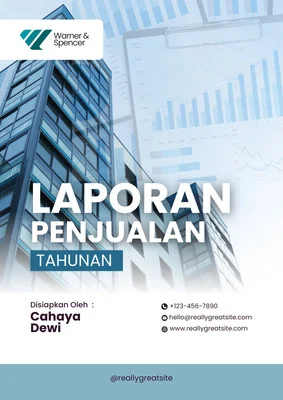 Warner &
Spencer
LAPORAN
PENJUALAN
TAHUNAN
Disiapkan Oleh :
Cahaya
Dewi
+123-456-7890
hello@reallygreatsite.com
www.reallygreatsite.com
@reallygreatsite